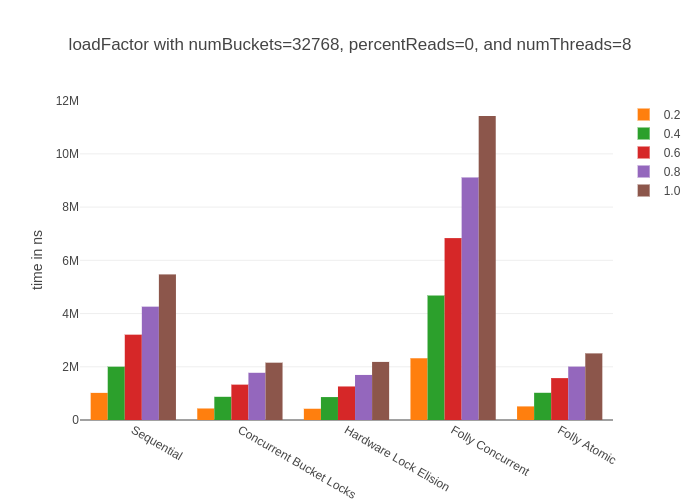 loadFactor with numBuckets=32768, percentReads=0, and numThreads=8
12M
10M
8M
6M
4M
2M
0
time in ns
0.2
0.4
0.6
0.8
1.0
Sequential
Concurrent Bucket Locks
Hardware Lock Elision
Folly Concurrent
Folly Atomic